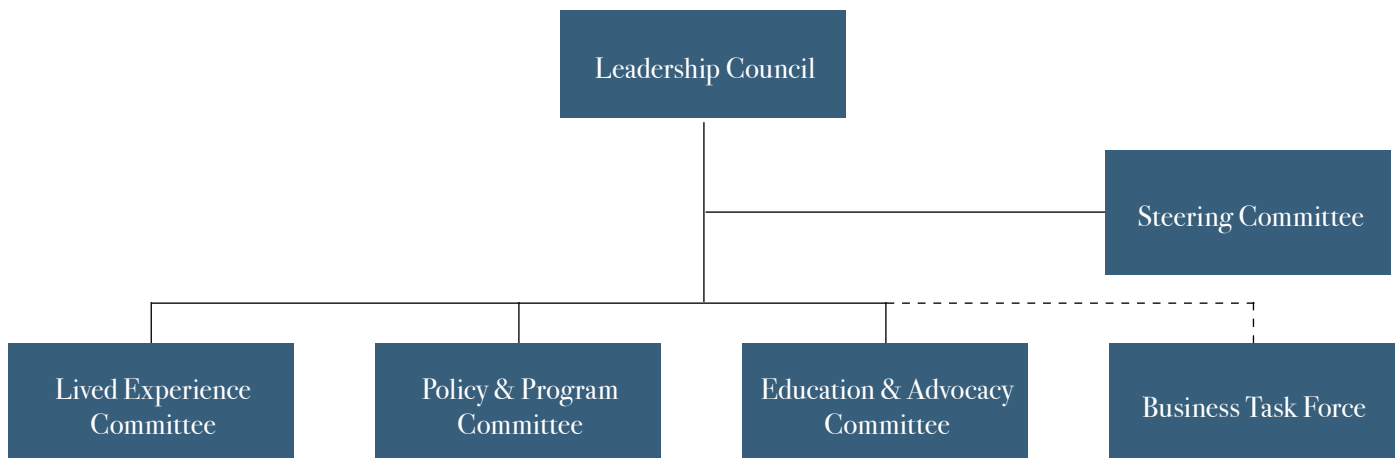 Leadership Council
Steering Committee
Lived Experience
Committee
Policy & Program
Committee
Education & Advocacy
Committee
Business Task Force